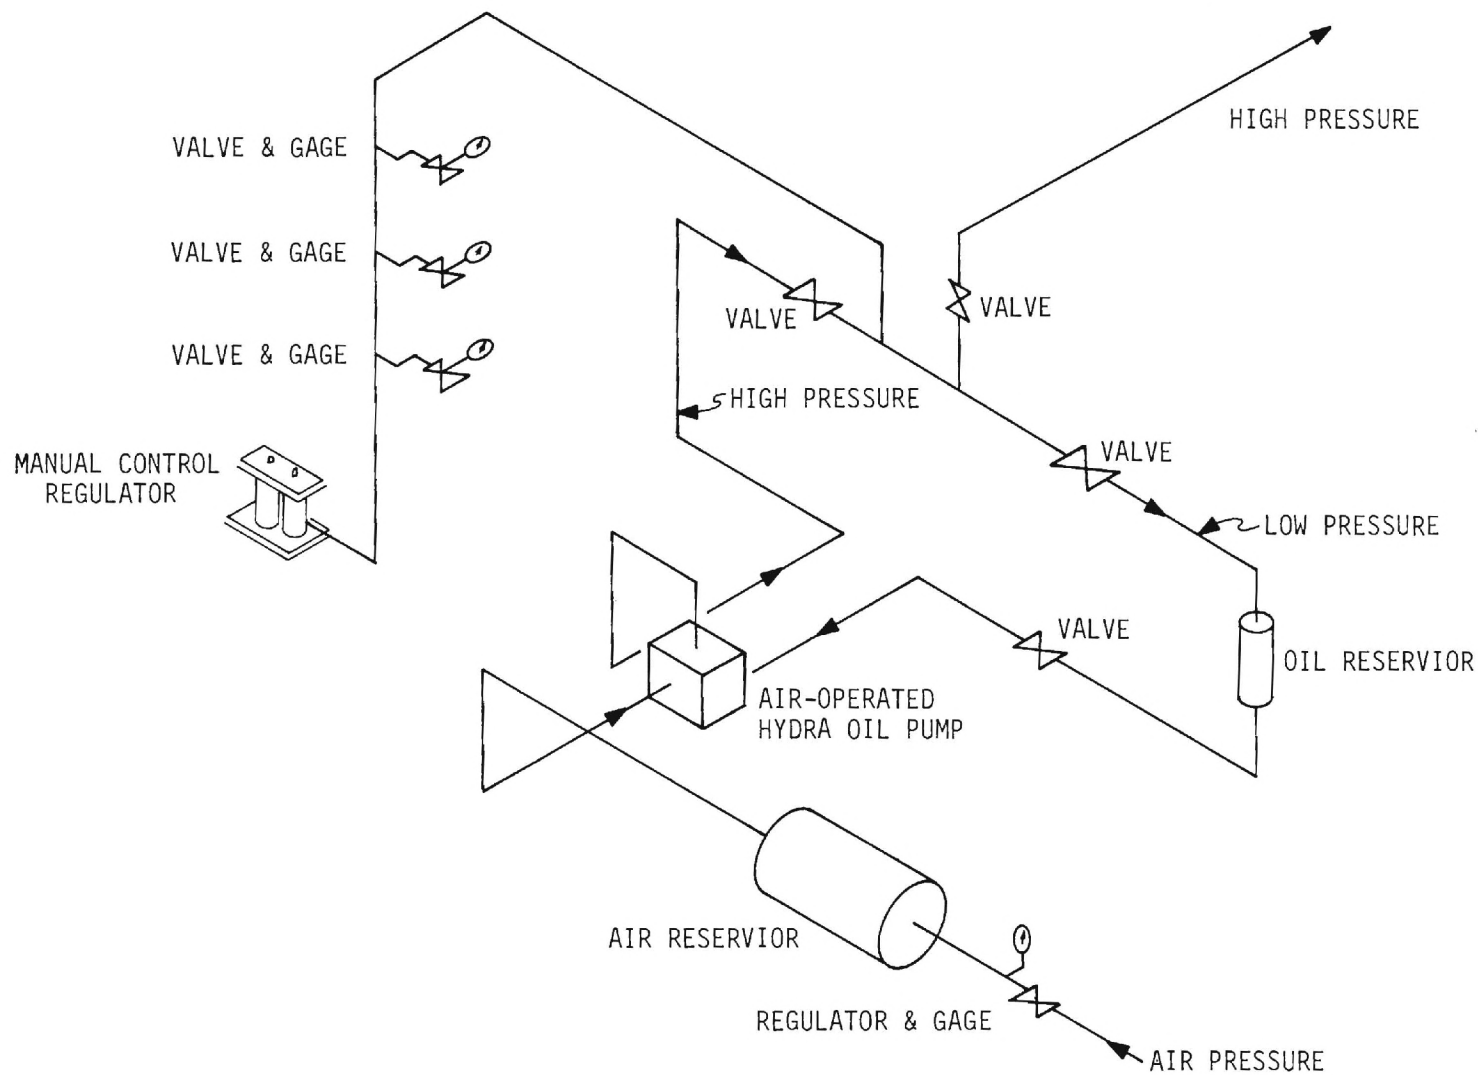 HIGH PRESSURE
VALVE & GAGE
VALVE & GAGE
VALVE
VALVE
VALVE & GAGE
HIGH PRESSURE
MANUAL CONTROL
REGULATOR
VALVE
LOW PRESSURE
VALVE
OIL RESERVIOR
AIR-OPERATED
HYDRA OIL PUMP
AIR RESERVIOR
REGULATOR & GAGE
AIR PRESSURE